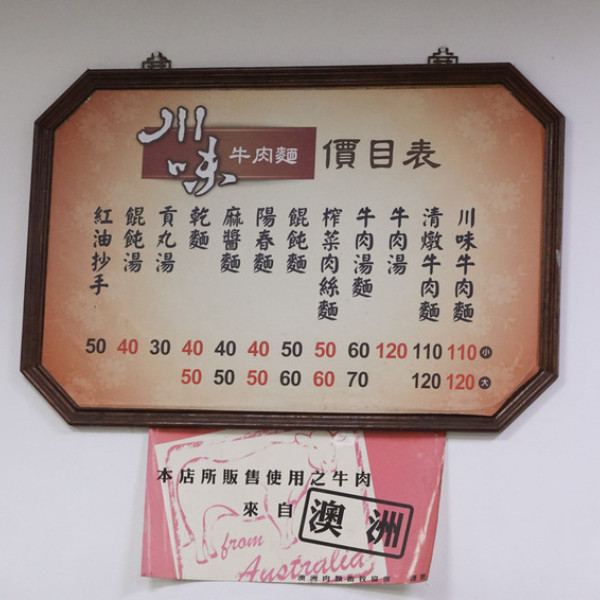 川味 牛肉麵 價目表
川味牛肉麵
清燉牛肉麵
牛肉湯
牛肉湯麵
榨菜肉絲麵
餛飩麵
陽春麵
麻醬麵
乾麵
貢丸湯
餛飩湯
紅油抄手
50 40 30 40 40 40 50 50 60 120 110 110 小
50 50 50 60 60 70 120 120 大
本店所販售使用之牛肉
來自 澳洲
from
Australia
澳洲肉類